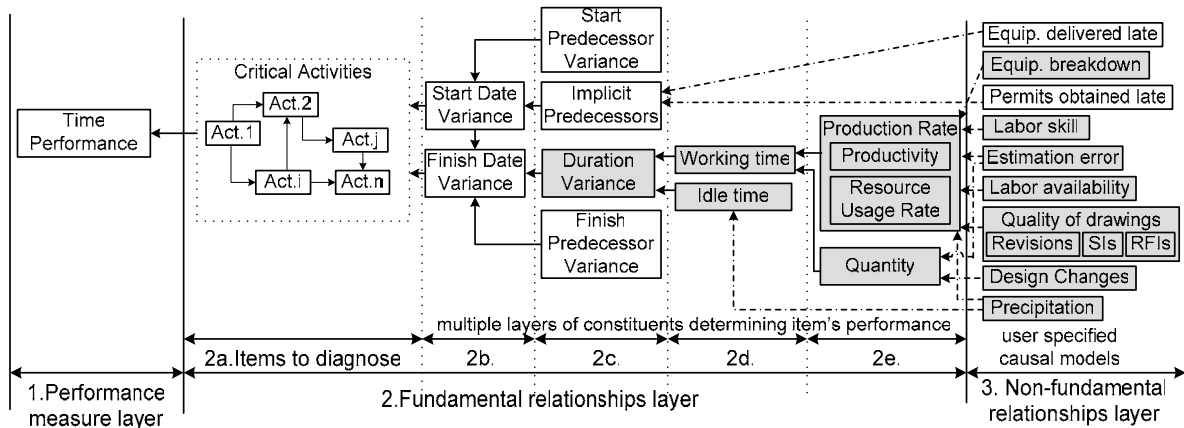 Time
Performance
Critical Activities
Act.1
Act.2
Act.j
Act.i
Act.n
Start Date
Variance
Finish Date
Variance
Start
Predecessor
Variance
Implicit
Predecessors
Duration
Variance
Finish
Predecessor
Variance
Working time
Idle time
Production Rate
Productivity
Resource
Usage Rate
Quantity
Equip. delivered late
Equip. breakdown
Permits obtained late
Labor skill
Estimation error
Labor availability
Quality of drawings
Revisions SIs RFIs
Design Changes
Precipitation
multiple layers of constituents determining item's performance
user specified
causal models
2a.Items to diagnose
2b.
2c.
2d.
2e.
1.Performance
measure layer
2.Fundamental relationships layer
3. Non-fundamental
relationships layer